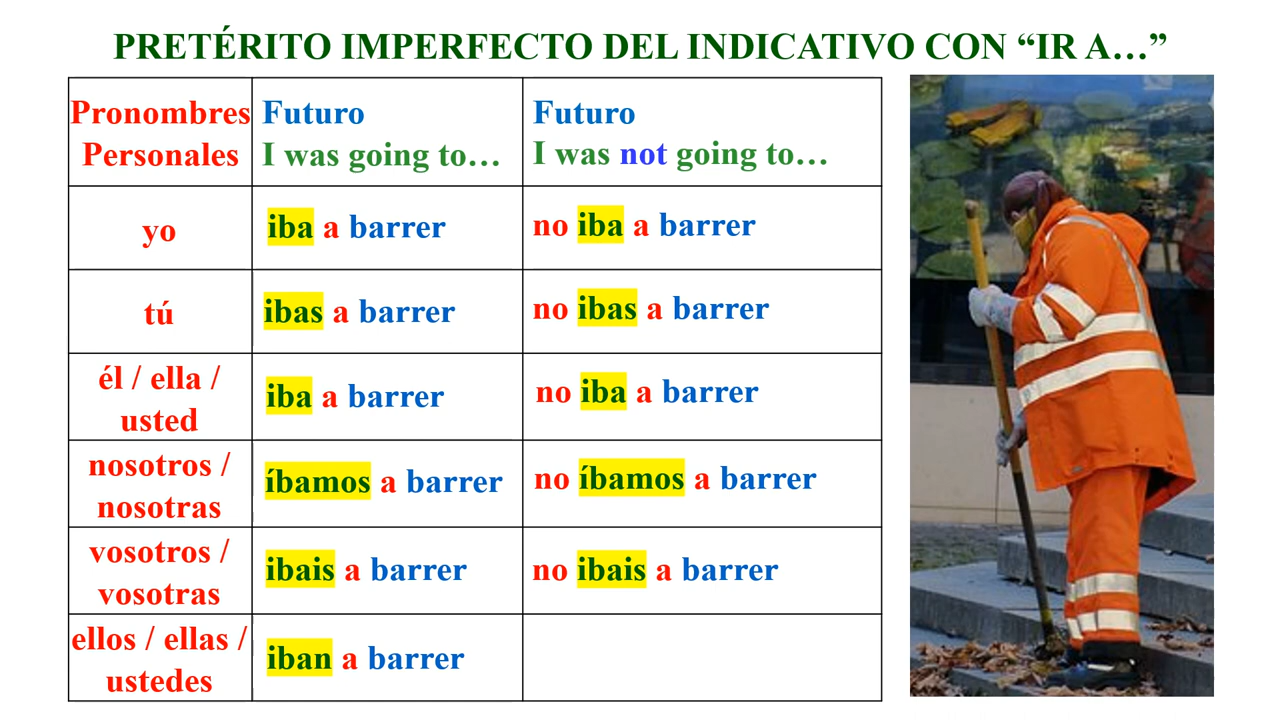 PRETÉRITO IMPERFECTO DEL INDICATIVO CON “IR A…”
Pronombres
Personales
Futuro
I was going to…
Futuro
I was not going to…
yo
iba a barrer
no iba a barrer
tú
ibas a barrer
no ibas a barrer
él / ella /
usted
iba a barrer
no iba a barrer
nosotros /
nosotras
íbamos a barrer
no íbamos a barrer
vosotros /
vosotras
ibais a barrer
no ibais a barrer
ellos / ellas /
ustedes
iban a barrer